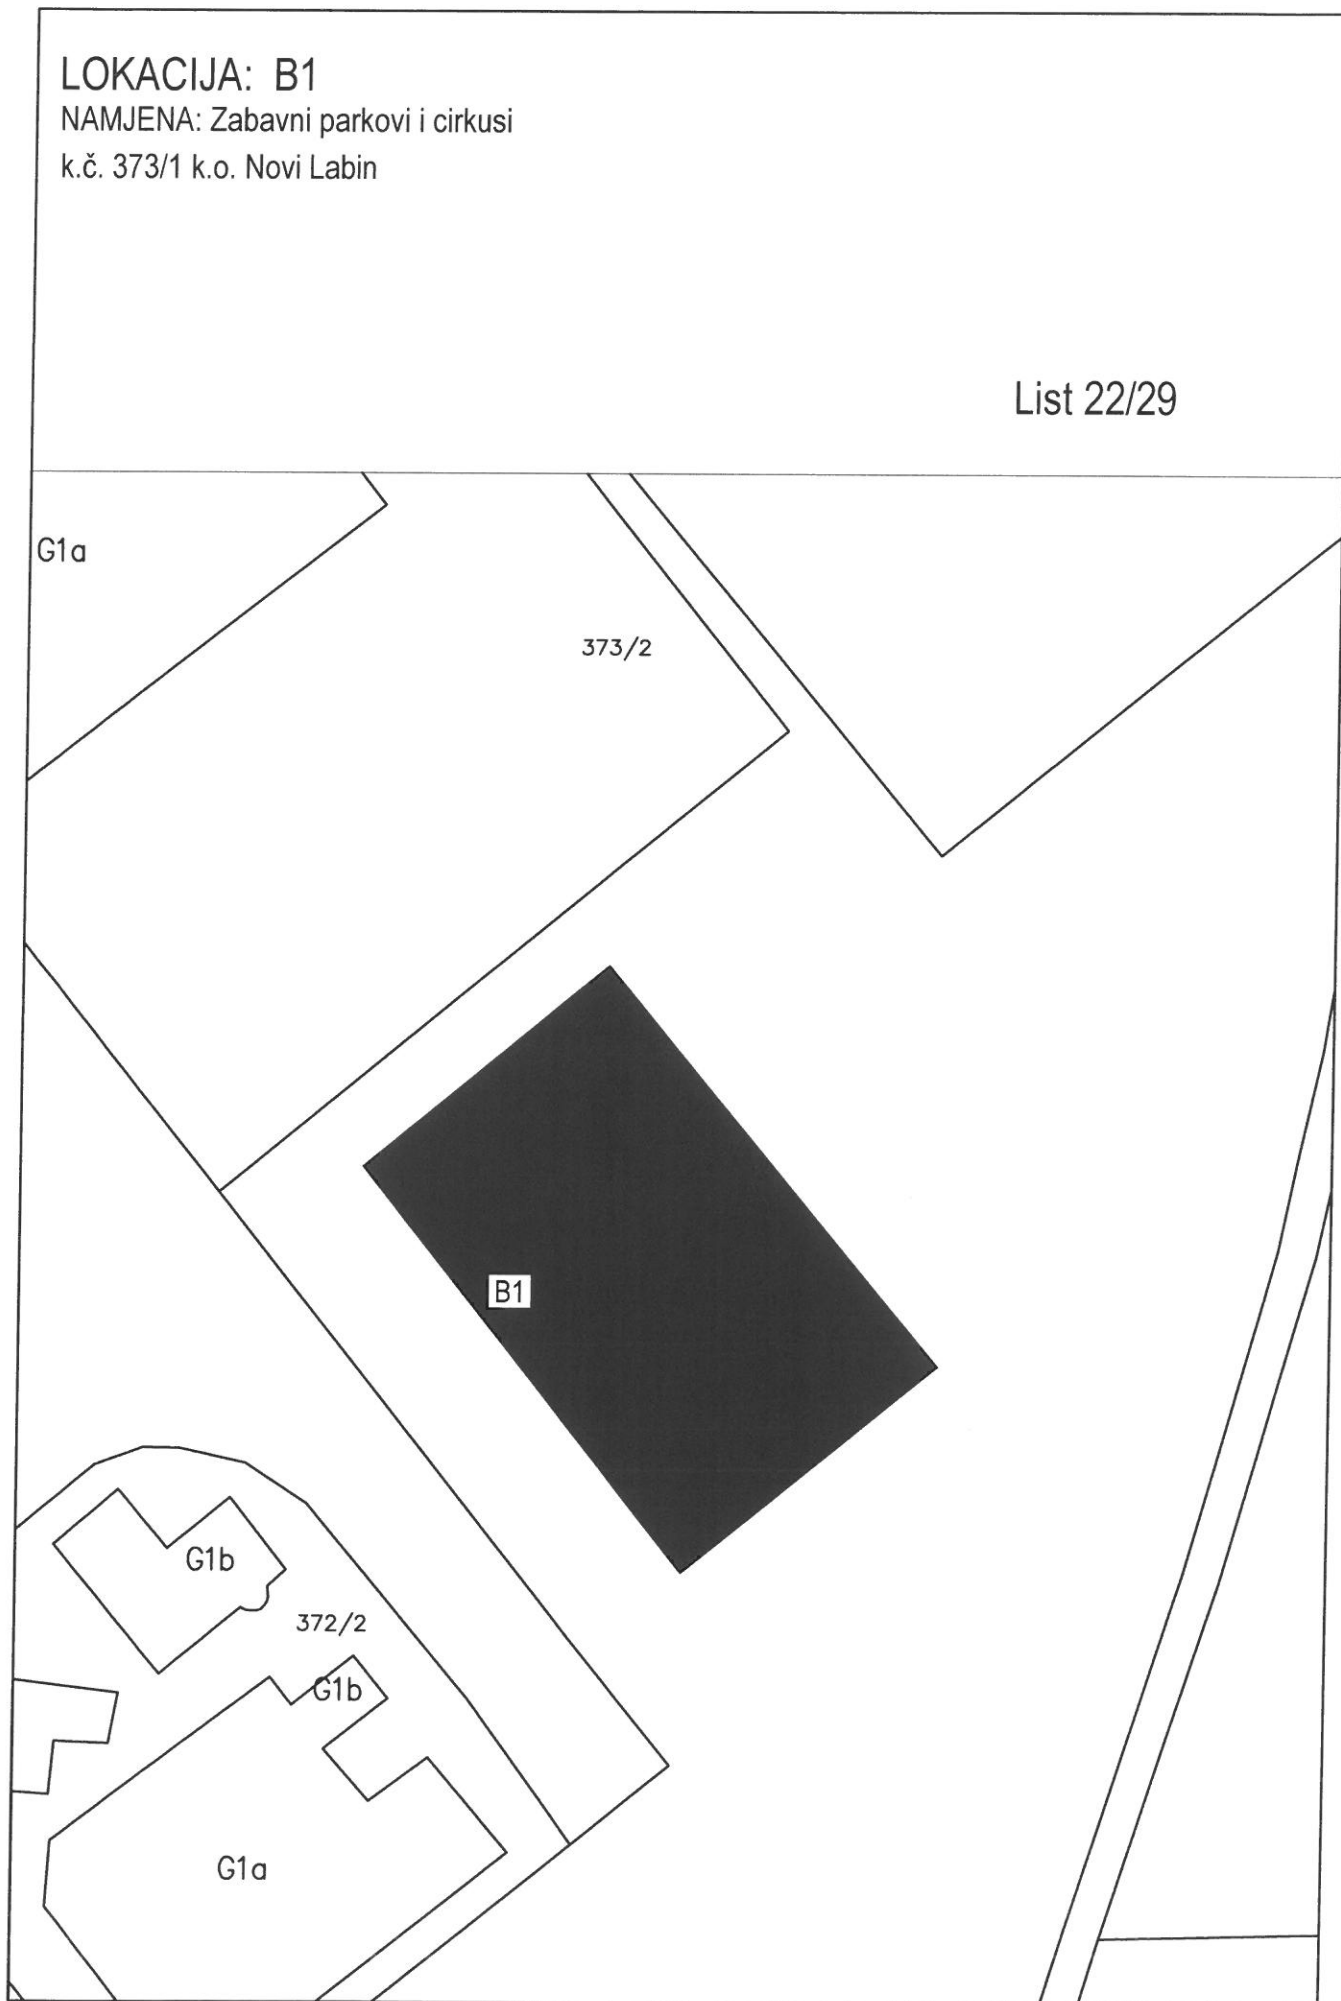 LOKACIJA: B1
NAMJENA: Zabavni parkovi i cirkusi
k.č. 373/1 k.o. Novi Labin
List 22/29
G1a
373/2
B1
G1b
372/2
G1b
G1a